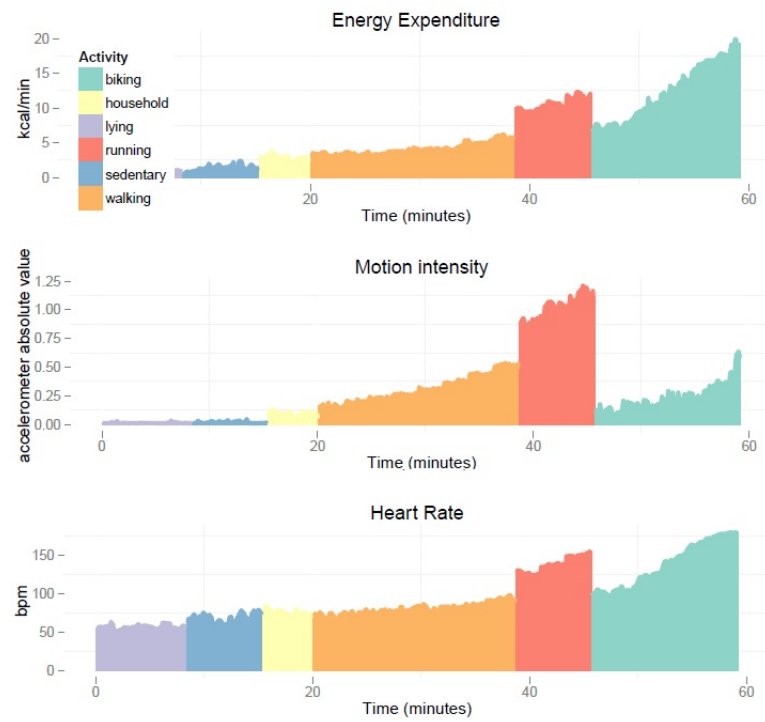 Energy Expenditure
kcal/min
20
15
10
5
0
Activity
biking
household
lying
running
sedentary
walking
20
40
60
Time (minutes)
Motion intensity
accelerometer absolute value
1.25
1.00
0.75
0.50
0.25
0.00
0
20
40
60
Time (minutes)
Heart Rate
bpm
150
100
50
0
0
20
40
60
Time (minutes)